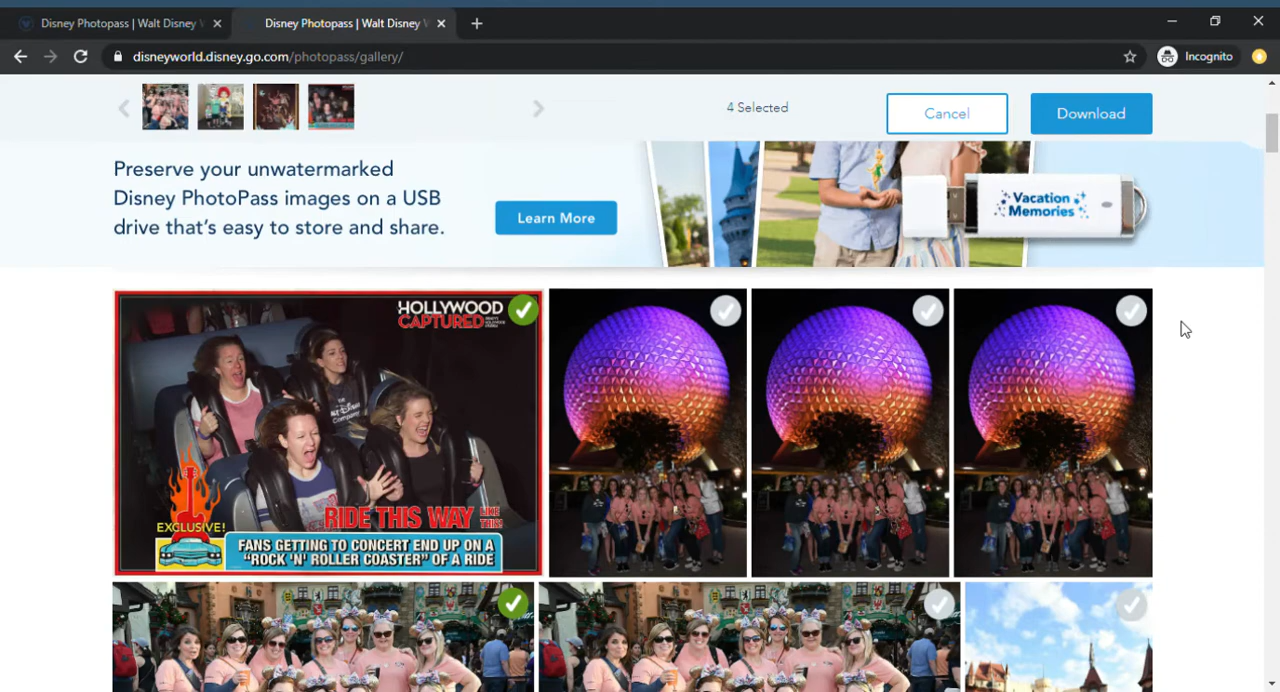 Disney Photopass | Walt Disney
Disney Photopass | Walt Disney
disneyworld.disney.go.com/photopass/gallery/
Incognito
4 Selected
Cancel
Download
Preserve your unwatermarked
Disney PhotoPass images on a USB
drive that's easy to store and share.
Learn More
Vacation
Memories
HOLLYWOOD
CAPTURED
EXCLUSIVE!
RIDE THIS WAY LIKE
THIS!
FANS GETTING TO CONCERT END UP ON A
"ROCK 'N' ROLLER COASTER" OF A RIDE